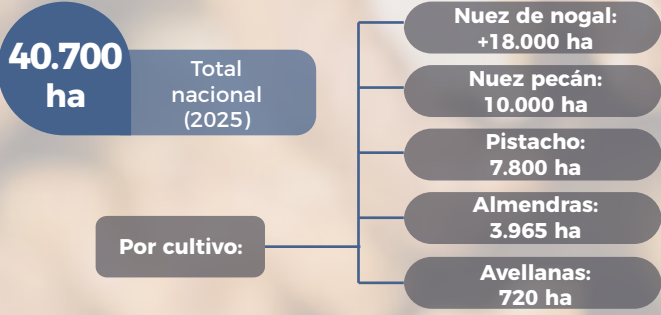 40.700
ha
Total
nacional
(2025)
Por cultivo:
Nuez de nogal:
+18.000 ha
Nuez pecán:
10.000 ha
Pistacho:
7.800 ha
Almendras:
3.965 ha
Avellanas:
720 ha